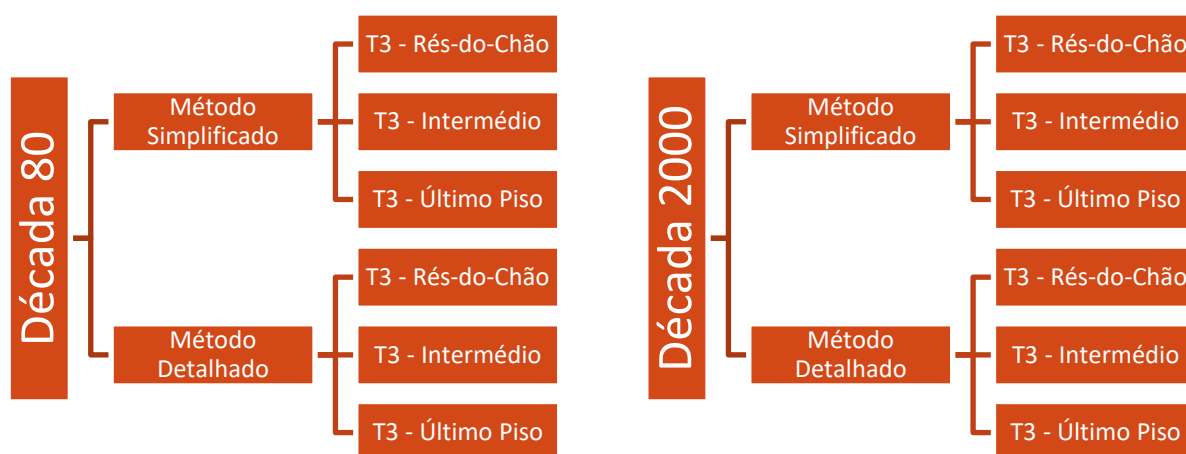 Década 80
Método
Simplificado
T3 - Rés-do-Chão
T3 - Intermédio
T3 - Último Piso
Método
Detalhado
T3 - Rés-do-Chão
T3 - Intermédio
T3 - Último Piso
Década 2000
Método
Simplificado
T3 - Rés-do-Chão
T3 - Intermédio
T3 - Último Piso
Método
Detalhado
T3 - Rés-do-Chão
T3 - Intermédio
T3 - Último Piso